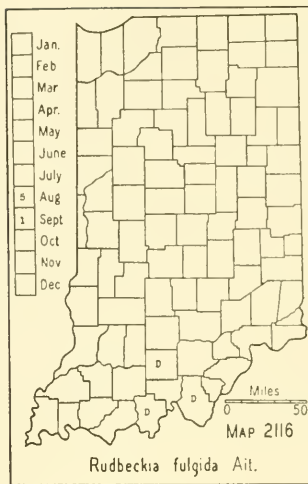 Jan.
Feb
Mar
Apr.
May
June
July
5 Aug
1 Sept
Oct
Nov
Dec
D
D
D
Miles
0 50
MAP 2116
Rudbeckia fulgida Ait.